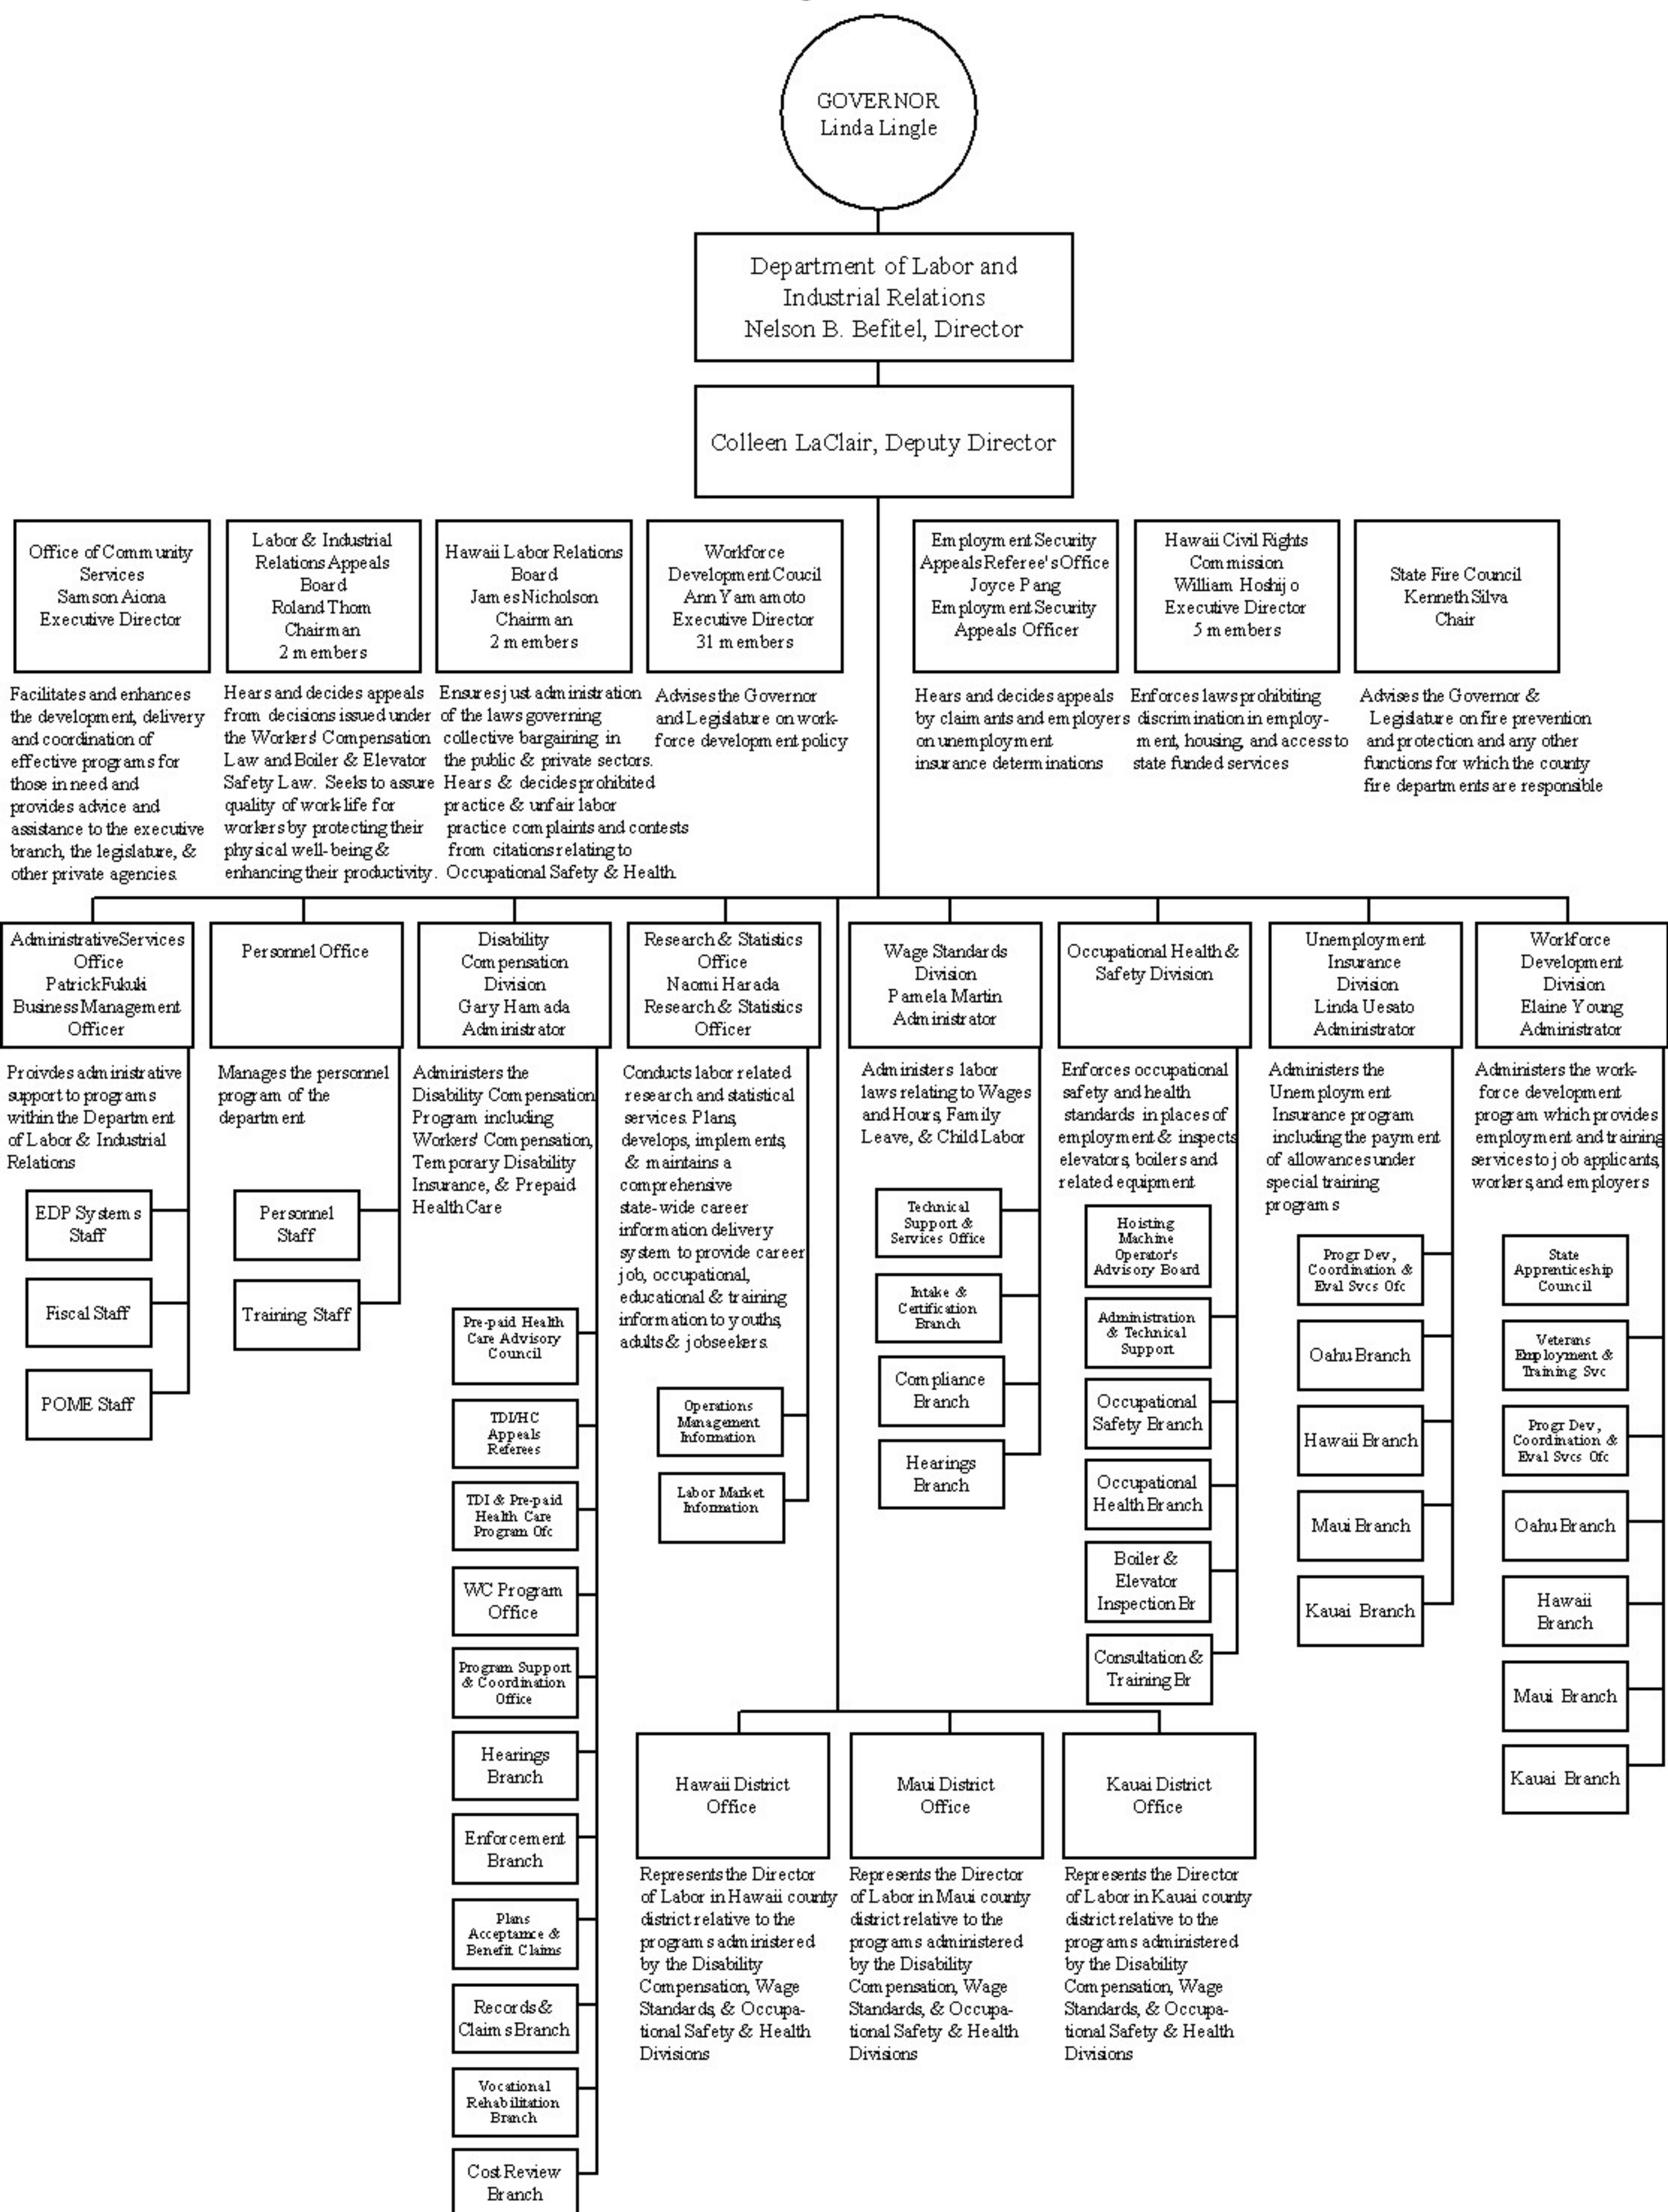 GOVERNOR
Linda Lingle
Department of Labor and
Industrial Relations
Nelson B. Befitel, Director
Colleen LaClair, Deputy Director
Office of Community
Services
Samson Aiona
Executive Director
Labor & Industrial
Relations Appeals
Board
Roland Thom
Chairman
2 members
Hawaii Labor Relations
Board
James Nicholson
Chairman
2 members
Workforce
Development Coucil
Ann Yamamoto
Executive Director
31 members
Employment Security
Appeals Referee's Office
Joyce Pang
Employment Security
Appeals Officer
Hawaii Civil Rights
Commission
William Hoshijo
Executive Director
5 members
State Fire Council
Kenneth Silva
Chair
Facilitates and enhances
the development, delivery
and coordination of
effective programs for
those in need and
provides advice and
assistance to the executive
branch, the legislature, &
other private agencies.
Hears and decides appeals
from decisions issued under
the Workers' Compensation
Law and Boiler & Elevator
Safety Law. Seeks to assure
quality of work life for
workers by protecting their
physical well-being &
enhancing their productivity.
Ensures just administration
of the laws governing
collective bargaining in
the public & private sectors.
Hears & decides prohibited
practice & unfair labor
practice complaints and contests
from citations relating to
Occupational Safety & Health.
Advises the Governor
and Legislature on work-
force development policy
Hears and decides appeals
by claimants and employers
on unemployment
insurance determinations
Enforces laws prohibiting
discrimination in employ-
ment, housing, and access to
state funded services
Advises the Governor &
Legislature on fire prevention
and protection and any other
functions for which the county
fire departments are responsible
Administrative Services
Office
Patrick Fukuki
Business Management
Officer
Personnel Office
Disability
Compensation
Division
Gary Hamada
Administrator
Research & Statistics
Office
Naomi Harada
Research & Statistics
Officer
Wage Standards
Division
Pamela Martin
Administrator
Occupational Health &
Safety Division
Unemployment
Insurance
Division
Linda Uesato
Administrator
Workforce
Development
Division
Elaine Young
Administrator
Proivdes administrative
support to programs
within the Department
of Labor & Industrial
Relations
EDP Systems
Staff
Fiscal Staff
POME Staff
Manages the personnel
program of the
department
Personnel
Staff
Training Staff
Administers the
Disability Compensation
Program including
Workers' Compensation,
Temporary Disability
Insurance, & Prepaid
Health Care
Pre-paid Health
Care Advisory
Council
TDI/HC
Appeals
Referees
TDI & Pre-paid
Health Care
Program Ofc
WC Program
Office
Program Support
& Coordination
Office
Hearings
Branch
Enforcement
Branch
Plans
Acceptance &
Benefit Claims
Records &
Claims Branch
Vocational
Rehabilitation
Branch
Cost Review
Branch
Conducts labor related
research and statistical
services. Plans,
develops, implements,
& maintains a
comprehensive
state-wide career
information delivery
system to provide career
job, occupational,
educational & training
information to youths,
adults & jobseekers.
Operations
Management
Information
Labor Market
Information
Administers labor
laws relating to Wages
and Hours, Family
Leave, & Child Labor
Technical
Support &
Services Office
Intake &
Certification
Branch
Compliance
Branch
Hearings
Branch
Enforces occupational
safety and health
standards in places of
employment & inspects
elevators, boilers and
related equipment
Hoisting
Machine
Operator's
Advisory Board
Administration
& Technical
Support
Occupational
Safety Branch
Occupational
Health Branch
Boiler &
Elevator
Inspection Br
Consultation &
Training Br
Administers the
Unemployment
Insurance program
including the payment
of allowances under
special training
programs
Progr Dev,
Coordination &
Eval Svcs Ofc
Oahu Branch
Hawaii Branch
Maui Branch
Kauai Branch
Administers the work-
force development
program which provides
employment and training
services to job applicants,
workers, and employers
State
Apprenticeship
Council
Veterans
Employment &
Training Svc
Progr Dev,
Coordination &
Eval Svcs Ofc
Oahu Branch
Hawaii
Branch
Maui Branch
Kauai Branch
Hawaii District
Office
Maui District
Office
Kauai District
Office
Represents the Director
of Labor in Hawaii county
district relative to the
programs administered
by the Disability
Compensation, Wage
Standards, & Occupa-
tional Safety & Health
Divisions
Represents the Director
of Labor in Maui county
district relative to the
programs administered
by the Disability
Compensation, Wage
Standards, & Occupa-
tional Safety & Health
Divisions
Represents the Director
of Labor in Kauai county
district relative to the
programs administered
by the Disability
Compensation, Wage
Standards, & Occupa-
tional Safety & Health
Divisions